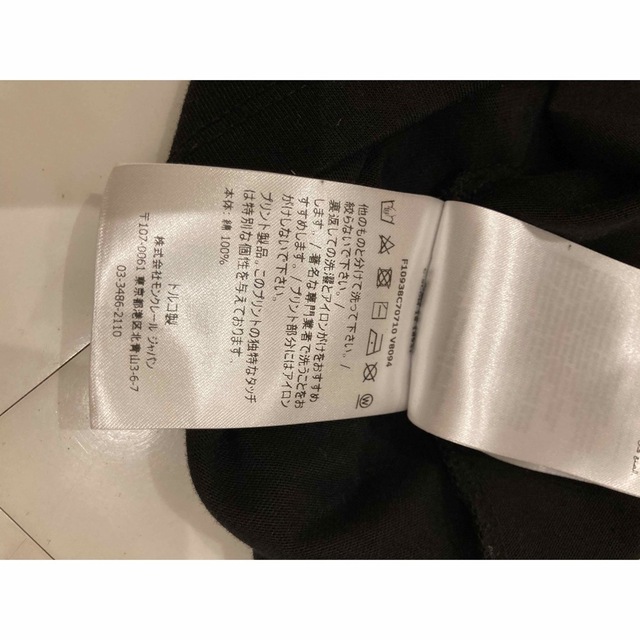 F10938C70710 V8094
他のものと分けて洗って下さい。/
絞らないで下さい。/
裏返しての洗濯とアイロンがけをおすすめ
します。/ 著名な専門業者で洗うことをお
すすめします。/ プリント部分にはアイロン
がけしないで下さい。
プリント製品。このプリントの独特なタッチ
は特別な個性を与えております。
本体: 綿 100%
トルコ製
株式会社モンクレール ジャパン
〒107-0061 東京都港区北青山3-6-7
03-3486-2110